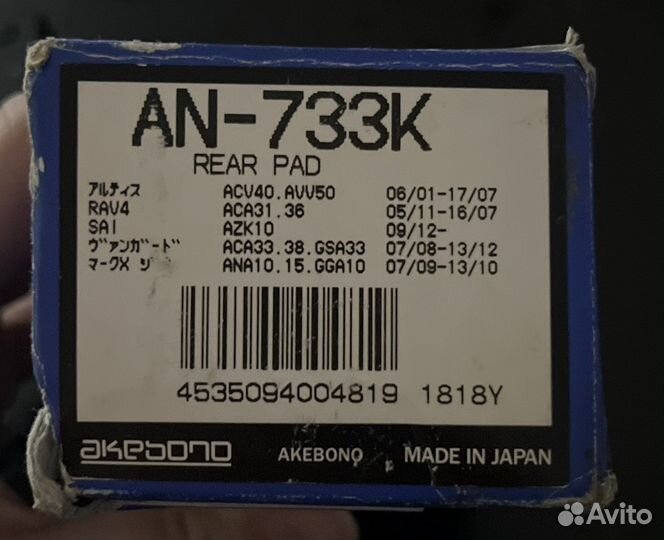 AN-733K
REAR PAD
アルティス ACV40.AVV50 06/01-17/07
RAV4 ACA31.36 05/11-16/07
SAI AZK10 09/12-
ヴァンガード ACA33.38.GSA33 07/08-13/12
マークX ジ ANA10.15.GGA10 07/09-13/10
4535094004819 1818Y
akebono AKEBONO MADE IN JAPAN
Avito